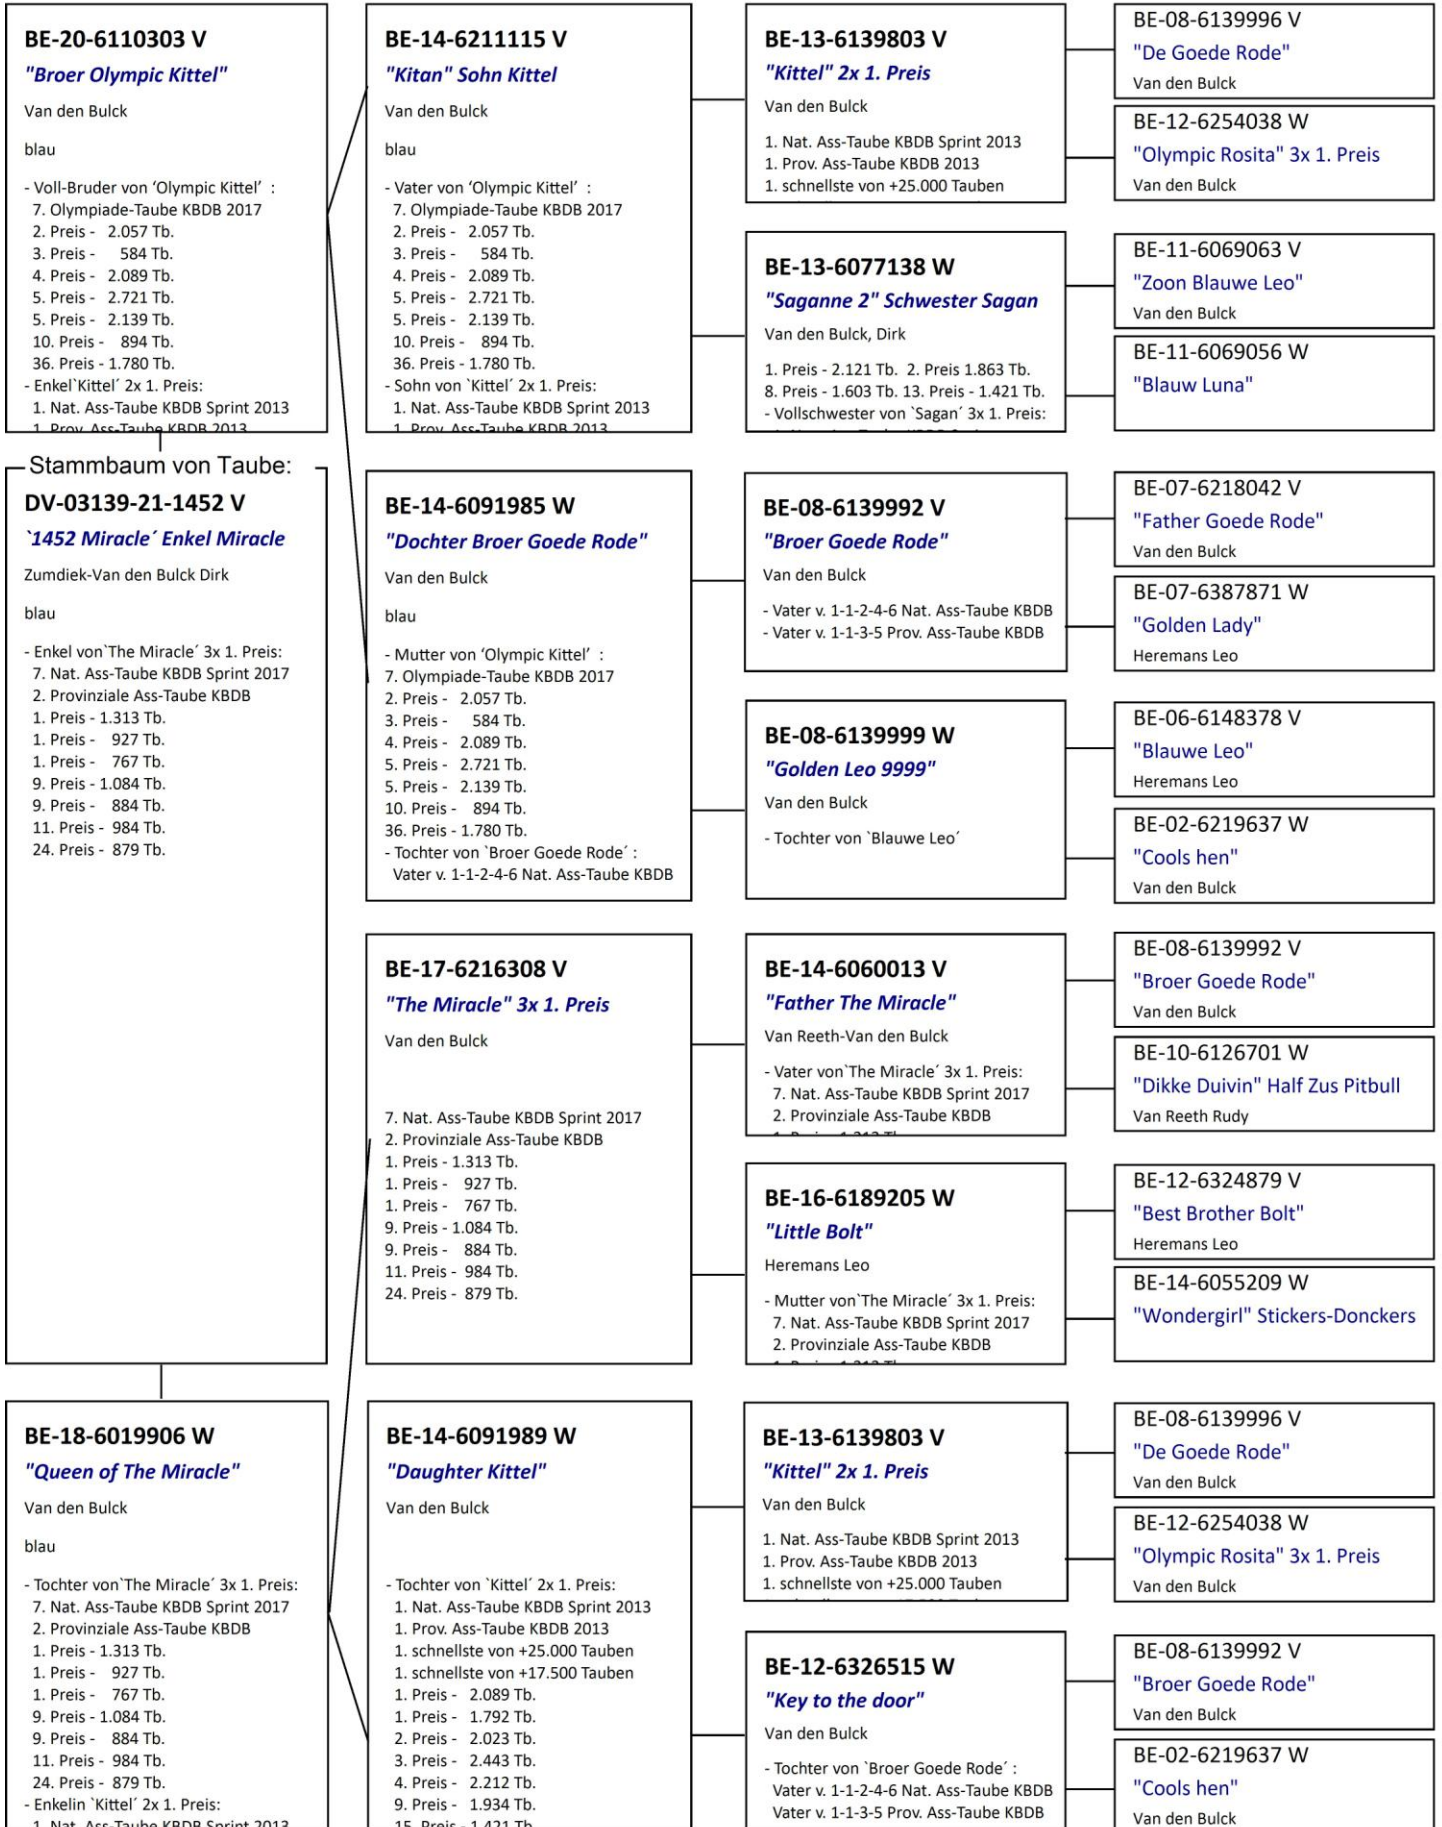 BE-20-6110303 V
"Broer Olympic Kittel"
Van den Bulck
blau
- Voll-Bruder von ‘Olympic Kittel’ :
7. Olympiade-Taube KBDB 2017
2. Preis - 2.057 Tb.
3. Preis - 584 Tb.
4. Preis - 2.089 Tb.
5. Preis - 2.721 Tb.
5. Preis - 2.139 Tb.
10. Preis - 894 Tb.
36. Preis - 1.780 Tb.
- Enkel`Kittel´ 2x 1. Preis:
1. Nat. Ass-Taube KBDB Sprint 2013
1. Prov. Ass-Taube KBDB 2013
Stammbaum von Taube:
DV-03139-21-1452 V
`1452 Miracle´ Enkel Miracle
Zumdiek-Van den Bulck Dirk
blau
- Enkel von`The Miracle´ 3x 1. Preis:
7. Nat. Ass-Taube KBDB Sprint 2017
2. Provinziale Ass-Taube KBDB
1. Preis - 1.313 Tb.
1. Preis - 927 Tb.
1. Preis - 767 Tb.
9. Preis - 1.084 Tb.
9. Preis - 884 Tb.
11. Preis - 984 Tb.
24. Preis - 879 Tb.
BE-18-6019906 W
"Queen of The Miracle"
Van den Bulck
blau
- Tochter von`The Miracle´ 3x 1. Preis:
7. Nat. Ass-Taube KBDB Sprint 2017
2. Provinziale Ass-Taube KBDB
1. Preis - 1.313 Tb.
1. Preis - 927 Tb.
1. Preis - 767 Tb.
9. Preis - 1.084 Tb.
9. Preis - 884 Tb.
11. Preis - 984 Tb.
24. Preis - 879 Tb.
- Enkelin `Kittel´ 2x 1. Preis:
1. Nat. Ass-Taube KBDB Sprint 2013
BE-14-6211115 V
"Kitan" Sohn Kittel
Van den Bulck
blau
- Vater von ‘Olympic Kittel’ :
7. Olympiade-Taube KBDB 2017
2. Preis - 2.057 Tb.
3. Preis - 584 Tb.
4. Preis - 2.089 Tb.
5. Preis - 2.721 Tb.
5. Preis - 2.139 Tb.
10. Preis - 894 Tb.
36. Preis - 1.780 Tb.
- Sohn von `Kittel´ 2x 1. Preis:
1. Nat. Ass-Taube KBDB Sprint 2013
1. Prov. Ass-Taube KBDB 2013
BE-14-6091985 W
"Dochter Broer Goede Rode"
Van den Bulck
blau
- Mutter von ‘Olympic Kittel’ :
7. Olympiade-Taube KBDB 2017
2. Preis - 2.057 Tb.
3. Preis - 584 Tb.
4. Preis - 2.089 Tb.
5. Preis - 2.721 Tb.
5. Preis - 2.139 Tb.
10. Preis - 894 Tb.
36. Preis - 1.780 Tb.
- Tochter von `Broer Goede Rode´ :
Vater v. 1-1-2-4-6 Nat. Ass-Taube KBDB
BE-17-6216308 V
"The Miracle" 3x 1. Preis
Van den Bulck
7. Nat. Ass-Taube KBDB Sprint 2017
2. Provinziale Ass-Taube KBDB
1. Preis - 1.313 Tb.
1. Preis - 927 Tb.
1. Preis - 767 Tb.
9. Preis - 1.084 Tb.
9. Preis - 884 Tb.
11. Preis - 984 Tb.
24. Preis - 879 Tb.
BE-14-6091989 W
"Daughter Kittel"
Van den Bulck
- Tochter von `Kittel´ 2x 1. Preis:
1. Nat. Ass-Taube KBDB Sprint 2013
1. Prov. Ass-Taube KBDB 2013
1. schnellste von +25.000 Tauben
1. schnellste von +17.500 Tauben
1. Preis - 2.089 Tb.
1. Preis - 1.792 Tb.
2. Preis - 2.023 Tb.
3. Preis - 2.443 Tb.
4. Preis - 2.212 Tb.
9. Preis - 1.934 Tb.
15. Preis - 1.421 Tb.
BE-13-6139803 V
"Kittel" 2x 1. Preis
Van den Bulck
1. Nat. Ass-Taube KBDB Sprint 2013
1. Prov. Ass-Taube KBDB 2013
1. schnellste von +25.000 Tauben
BE-13-6077138 W
"Saganne 2" Schwester Sagan
Van den Bulck, Dirk
1. Preis - 2.121 Tb. 2. Preis 1.863 Tb.
8. Preis - 1.603 Tb. 13. Preis - 1.421 Tb.
- Vollschwester von `Sagan´ 3x 1. Preis:
BE-08-6139992 V
"Broer Goede Rode"
Van den Bulck
- Vater v. 1-1-2-4-6 Nat. Ass-Taube KBDB
- Vater v. 1-1-3-5 Prov. Ass-Taube KBDB
BE-08-6139999 W
"Golden Leo 9999"
Van den Bulck
- Tochter von `Blauwe Leo´
BE-14-6060013 V
"Father The Miracle"
Van Reeth-Van den Bulck
- Vater von`The Miracle´ 3x 1. Preis:
7. Nat. Ass-Taube KBDB Sprint 2017
2. Provinziale Ass-Taube KBDB
BE-16-6189205 W
"Little Bolt"
Heremans Leo
- Mutter von`The Miracle´ 3x 1. Preis:
7. Nat. Ass-Taube KBDB Sprint 2017
2. Provinziale Ass-Taube KBDB
BE-13-6139803 V
"Kittel" 2x 1. Preis
Van den Bulck
1. Nat. Ass-Taube KBDB Sprint 2013
1. Prov. Ass-Taube KBDB 2013
1. schnellste von +25.000 Tauben
BE-12-6326515 W
"Key to the door"
Van den Bulck
- Tochter von `Broer Goede Rode´ :
Vater v. 1-1-2-4-6 Nat. Ass-Taube KBDB
Vater v. 1-1-3-5 Prov. Ass-Taube KBDB
BE-08-6139996 V
"De Goede Rode"
Van den Bulck
BE-12-6254038 W
"Olympic Rosita" 3x 1. Preis
Van den Bulck
BE-11-6069063 V
"Zoon Blauwe Leo"
Van den Bulck
BE-11-6069056 W
"Blauw Luna"
BE-07-6218042 V
"Father Goede Rode"
Van den Bulck
BE-07-6387871 W
"Golden Lady"
Heremans Leo
BE-06-6148378 V
"Blauwe Leo"
Heremans Leo
BE-02-6219637 W
"Cools hen"
Van den Bulck
BE-08-6139992 V
"Broer Goede Rode"
Van den Bulck
BE-10-6126701 W
"Dikke Duivin" Half Zus Pitbull
Van Reeth Rudy
BE-12-6324879 V
"Best Brother Bolt"
Heremans Leo
BE-14-6055209 W
"Wondergirl" Stickers-Donckers
BE-08-6139996 V
"De Goede Rode"
Van den Bulck
BE-12-6254038 W
"Olympic Rosita" 3x 1. Preis
Van den Bulck
BE-08-6139992 V
"Broer Goede Rode"
Van den Bulck
BE-02-6219637 W
"Cools hen"
Van den Bulck